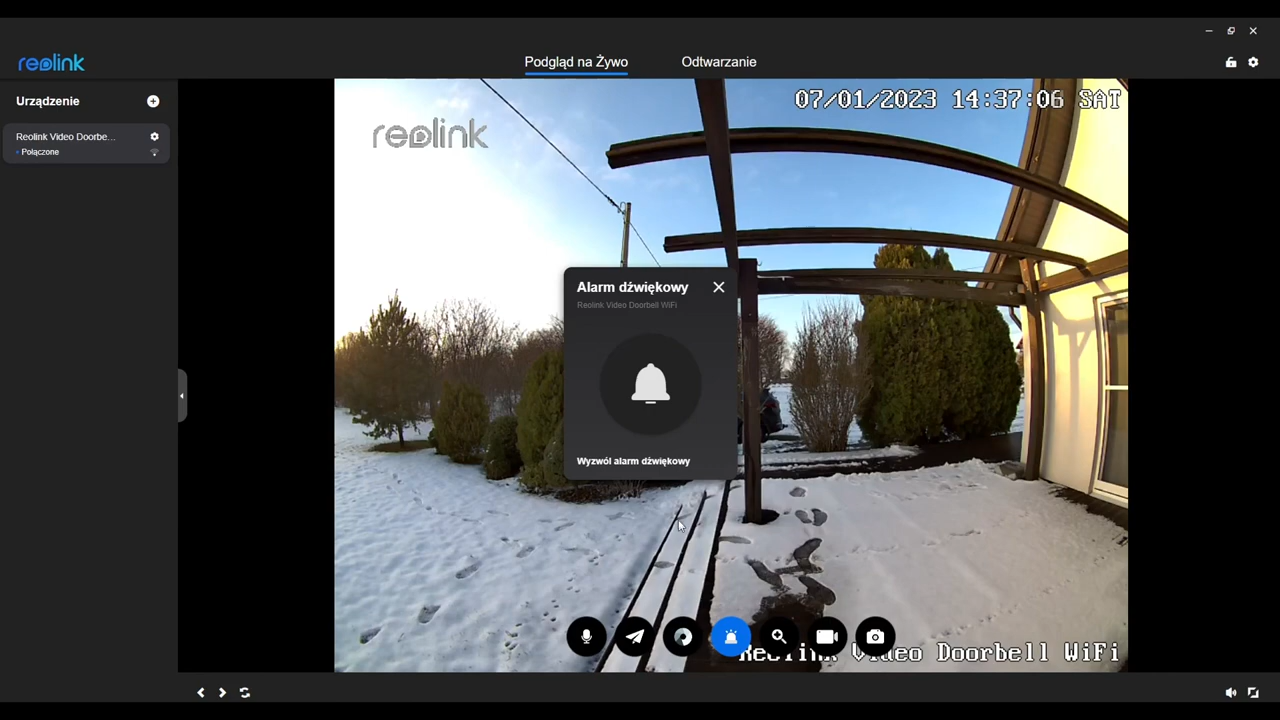 reolink
Podgląd na Żywo
Odtwarzanie
Urządzenie
Reolink Video Doorbe...
Połączone
reolink
07/01/2023 14:37:06 SAT
Alarm dźwiękowy
Reolink Video Doorbell WiFi
Wyzwól alarm dźwiękowy
Reolink Video Doorbell WiFi